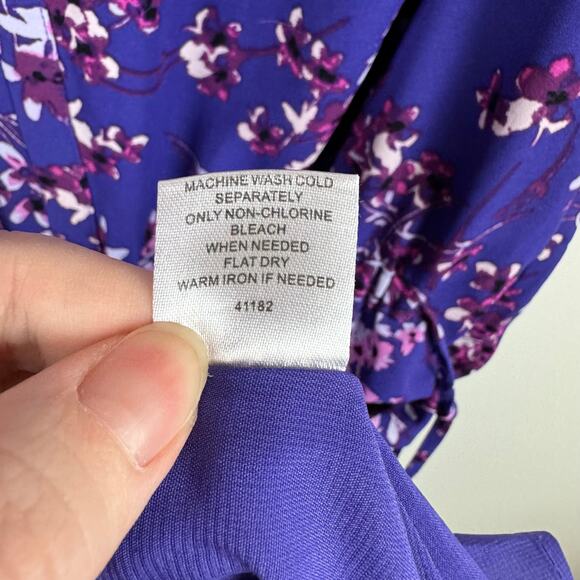 MACHINE WASH COLD
SEPARATELY
ONLY NON-CHLORINE
BLEACH
WHEN NEEDED
FLAT DRY
WARM IRON IF NEEDED
41182